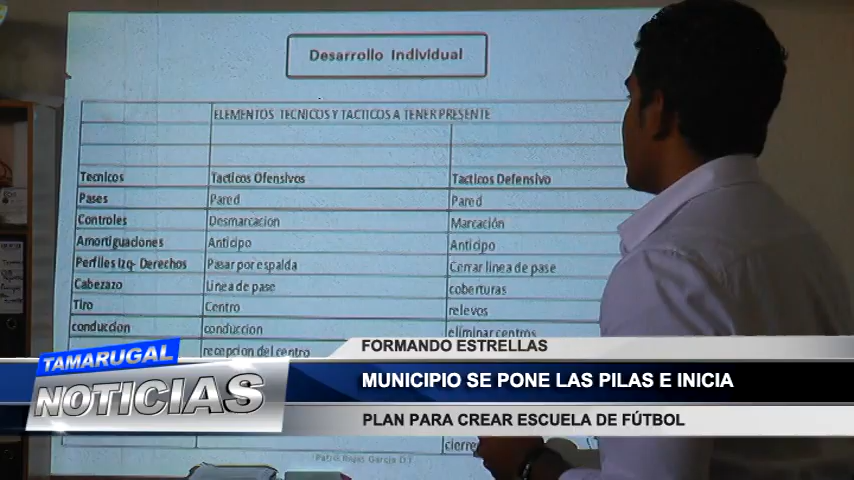 Desarrollo Individual
ELEMENTOS TECNICOS Y TACTICOS A TENER PRESENTE
Tecnicos Tacticos Ofensivos Tacticos Defensivo
Pases Pared Pared
Controles Desmarcacion Marcación
Amortiguaciones Anticipo Anticipo
Perfiles Izq- Derechos Pasar por espalda Cerrar linea de pase
Cabezazo Linea de pase coberturas
Tiro Centro relevos
conduccion conduccion eliminar centros
recepcion del centro
FORMANDO ESTRELLAS
TAMARUGAL
NOTICIAS
MUNICIPIO SE PONE LAS PILAS E INICIA
PLAN PARA CREAR ESCUELA DE FÚTBOL
cierre
Reyes Garcia D.T